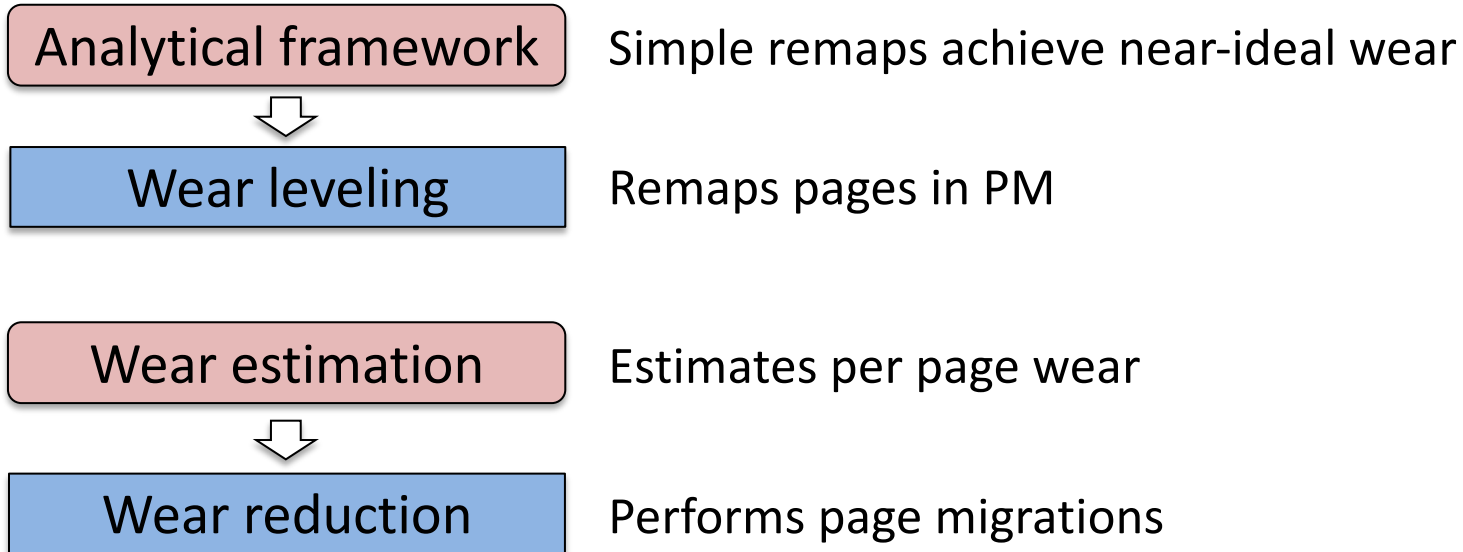 Analytical framework Simple remaps achieve near-ideal wear
Wear leveling Remaps pages in PM
Wear estimation Estimates per page wear
Wear reduction Performs page migrations